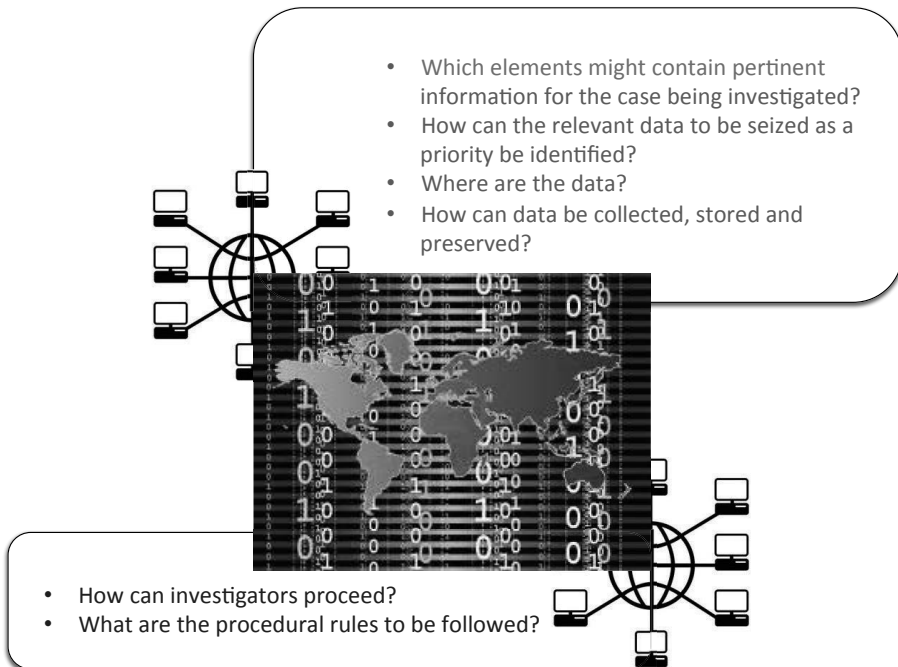 • Which elements might contain pertinent
information for the case being investigated?
• How can the relevant data to be seized as a
priority be identified?
• Where are the data?
• How can data be collected, stored and
preserved?
• How can investigators proceed?
• What are the procedural rules to be followed?